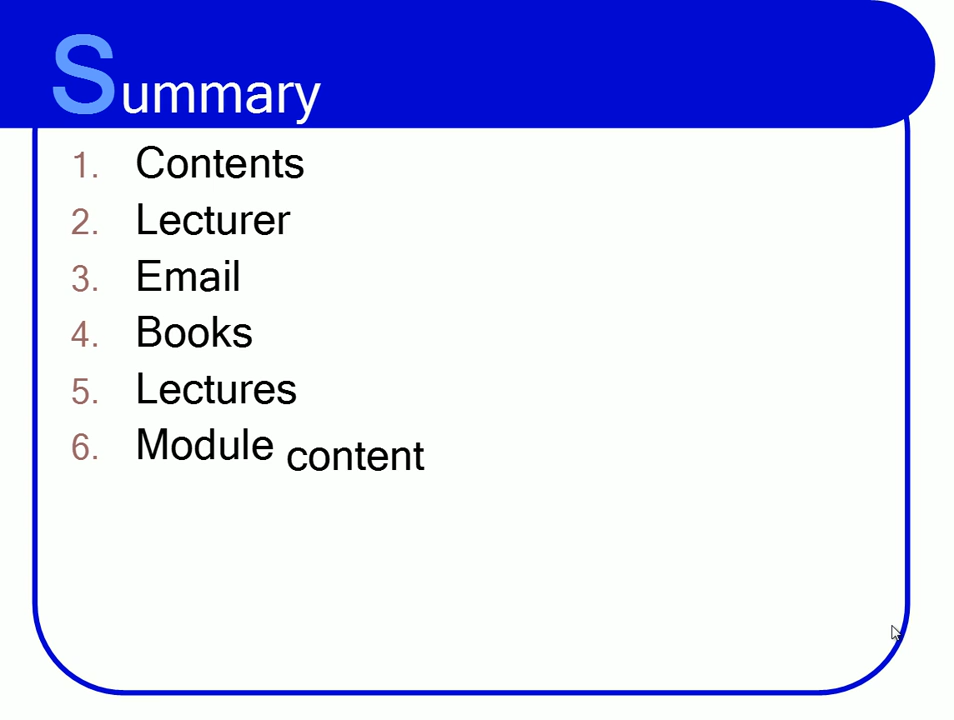 Summary
1. Contents
2. Lecturer
3. Email
4. Books
5. Lectures
6. Module content